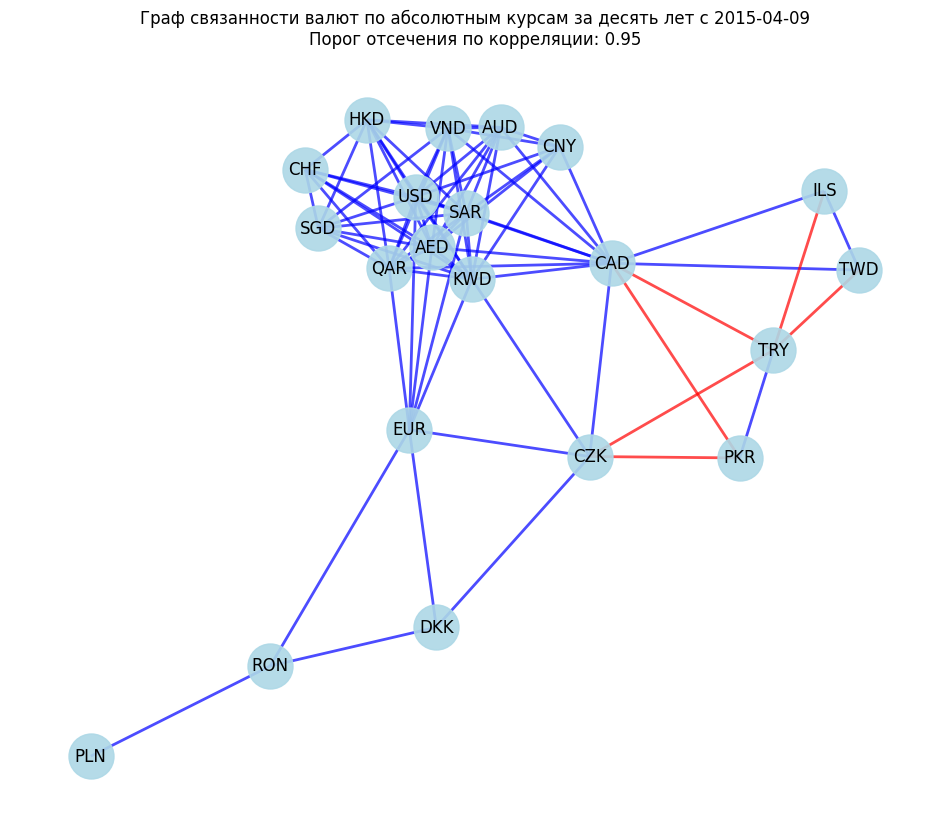 Граф связанности валют по абсолютным курсам за десять лет с 2015-04-09
Порог отсечения по корреляции: 0.95
HKD
VND
AUD
CNY
CHF
USD
SAR
ILS
SGD
AED
QAR
KWD
CAD
TWD
TRY
EUR
CZK
PKR
DKK
RON
PLN